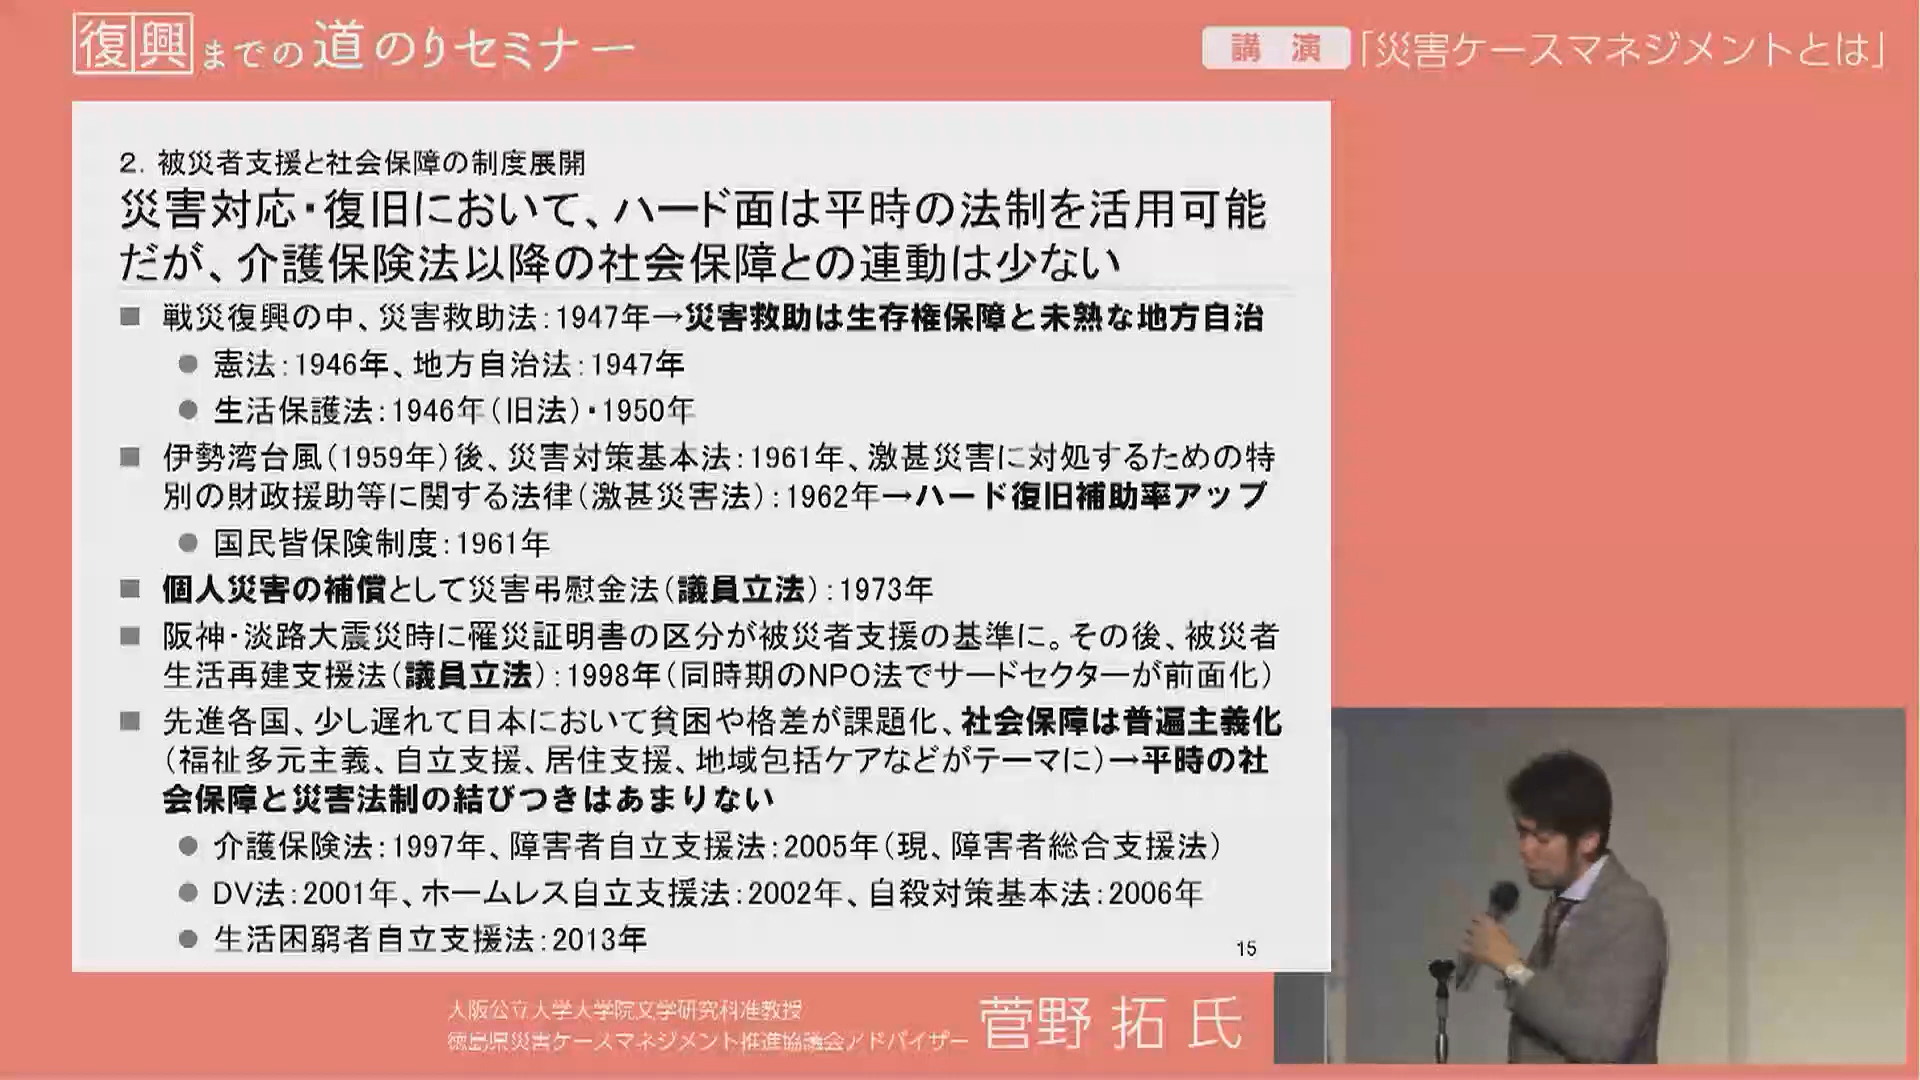 復興までの道のりセミナー
講演「災害ケースマネジメントとは」
2．被災者支援と社会保障の制度展開
災害対応・復旧において、ハード面は平時の法制を活用可能
だが、介護保険法以降の社会保障との連動は少ない
■ 戦災復興の中、災害救助法：1947年→災害救助は生存権保障と未熟な地方自治
● 憲法：1946年、地方自治法：1947年
● 生活保護法：1946年（旧法）・1950年
■ 伊勢湾台風（1959年）後、災害対策基本法：1961年、激甚災害に対処するための特
別の財政援助等に関する法律（激甚災害法）：1962年→ハード復旧補助率アップ
● 国民皆保険制度：1961年
■ 個人災害の補償として災害弔慰金法（議員立法）：1973年
■ 阪神・淡路大震災時に罹災証明書の区分が被災者支援の基準に。その後、被災者
生活再建支援法（議員立法）：1998年（同時期のNPO法でサードセクターが前面化）
■ 先進各国、少し遅れて日本において貧困や格差が課題化、社会保障は普遍主義化
（福祉多元主義、自立支援、居住支援、地域包括ケアなどがテーマに）→平時の社
会保障と災害法制の結びつきはあまりない
● 介護保険法：1997年、障害者自立支援法：2005年（現、障害者総合支援法）
● DV法：2001年、ホームレス自立支援法：2002年、自殺対策基本法：2006年
● 生活困窮者自立支援法：2013年
15
大阪公立大学大学院文学研究科准教授
徳島県災害ケースマネジメント推進協議会アドバイザー
菅野 拓 氏